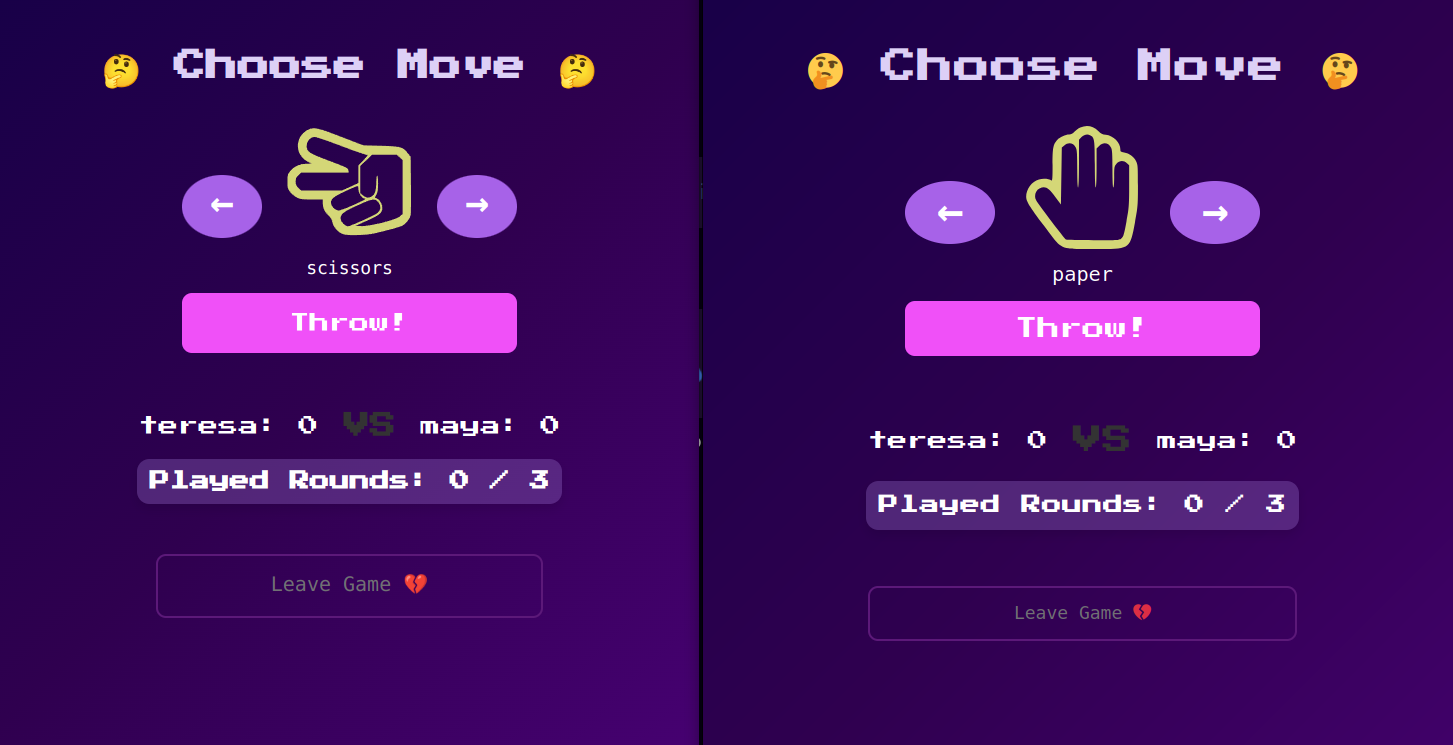 🤔 Choose Move 🤔
← →
scissors
Throw!
teresa: 0 VS maya: 0
Played Rounds: 0 / 3
Leave Game 💔
🤔 Choose Move 🤔
← →
paper
Throw!
teresa: 0 VS maya: 0
Played Rounds: 0 / 3
Leave Game 💔